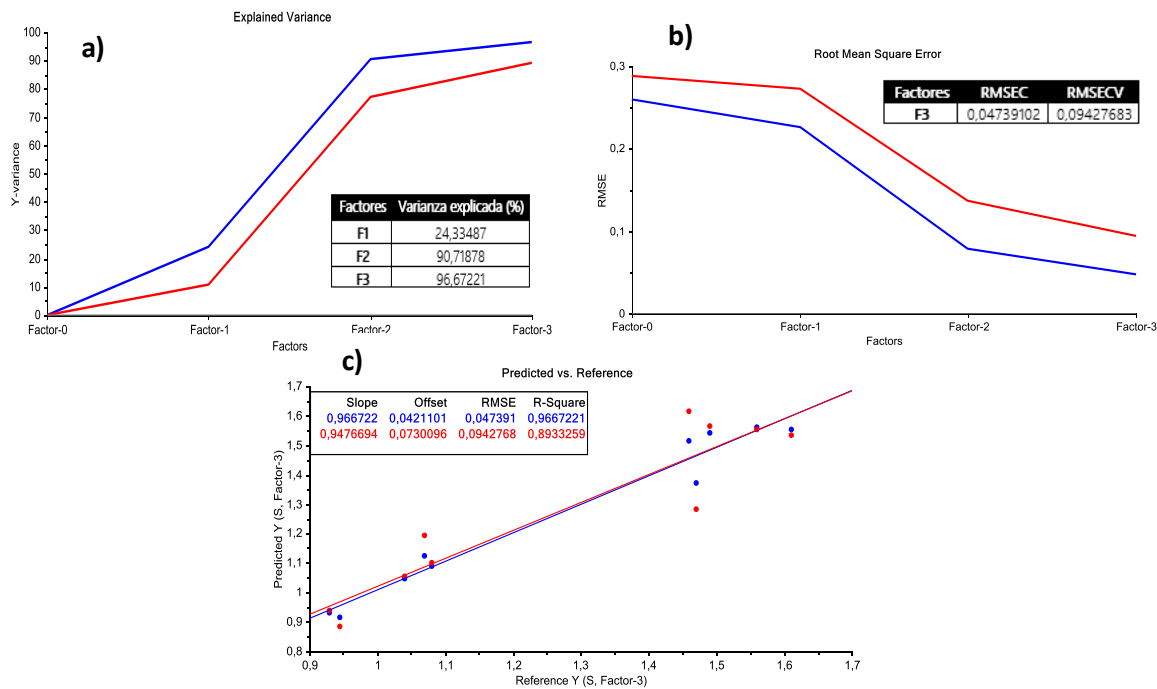 Explained Variance
a)
100
90
80
70
60
50
40
30
20
10
0
Y-variance
Factor-0 Factor-1 Factor-2 Factor-3
Factors
Factores Varianza explicada (%)
F1 24,33487
F2 90,71878
F3 96,67221
b)
Root Mean Square Error
0,3
0,2
0,1
0
RMSE
Factor-0 Factor-1 Factor-2 Factor-3
Factors
Factores RMSEC RMSECV
F3 0,04739102 0,09427683
c)
Predicted vs. Reference
1,7
1,6
1,5
1,4
1,3
1,2
1,1
1
0,9
0,8
Predicted Y (S, Factor-3)
Slope Offset RMSE R-Square
0,966722 0,0421101 0,047391 0,9667221
0,9476694 0,0730096 0,0942768 0,8933259
0,9 1 1,1 1,2 1,3 1,4 1,5 1,6 1,7
Reference Y (S, Factor-3)